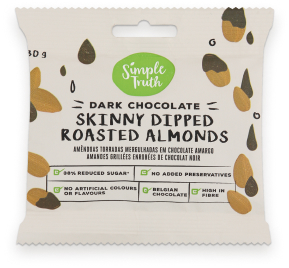 30 g
Simple
Truth
DARK CHOCOLATE
SKINNY DIPPED
ROASTED ALMONDS
AMÊNDOAS TORRADAS MERGULHADAS EM CHOCOLATE AMARGO
AMANDES GRILLÉES ENROBÉES DE CHOCOLAT NOIR
30% REDUCED SUGAR*
NO ADDED PRESERVATIVES
NO ARTIFICIAL COLOURS
OR FLAVOURS
BELGIAN
CHOCOLATE
HIGH IN
FIBRE